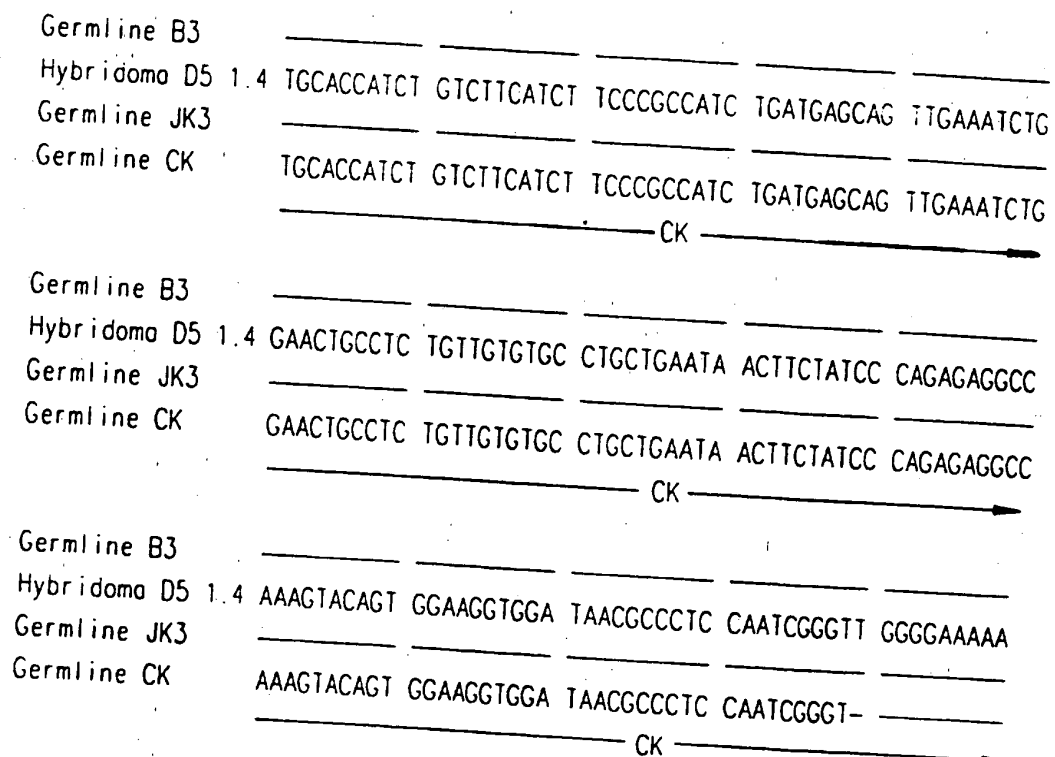 Germline B3
Hybridoma D5 1.4 TGCACCATCT GTCTTCATCT TCCCGCCATC TGATGAGCAG TTGAAATCTG
Germline JK3
Germline CK TGCACCATCT GTCTTCATCT TCCCGCCATC TGATGAGCAG TTGAAATCTG
CK
Germline B3
Hybridoma D5 1.4 GAACTGCCTC TGTTGTGTGC CTGCTGAATA ACTTCTATCC CAGAGAGGCC
Germline JK3
Germline CK GAACTGCCTC TGTTGTGTGC CTGCTGAATA ACTTCTATCC CAGAGAGGCC
CK
Germline B3
Hybridoma D5 1.4 AAAGTACAGT GGAAGGTGGA TAACGCCCTC CAATCGGGTT GGGGAAAAA
Germline JK3
Germline CK AAAGTACAGT GGAAGGTGGA TAACGCCCTC CAATCGGGT-
CK